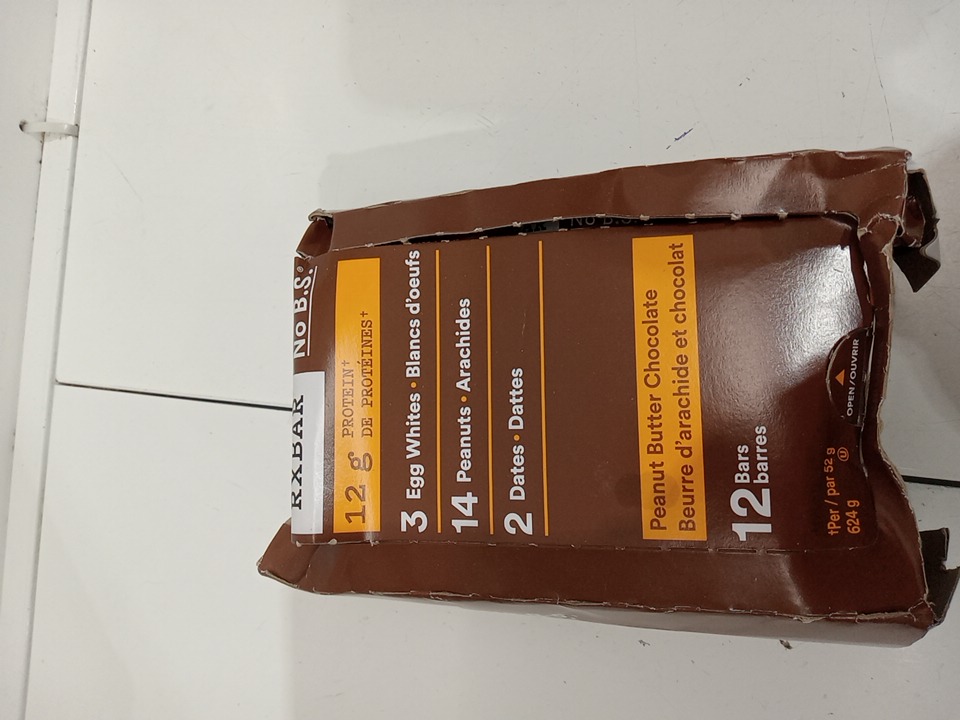 RXBAR No B.S.®
12 g PROTEIN†
DE PROTÉINES†
3 Egg Whites • Blancs d'oeufs
14 Peanuts • Arachides
2 Dates • Dattes
Peanut Butter Chocolate
Beurre d'arachide et chocolat
12 Bars
barres
†Per / par 52 g
624 g
U
OPEN/OUVRIR
No B.S.